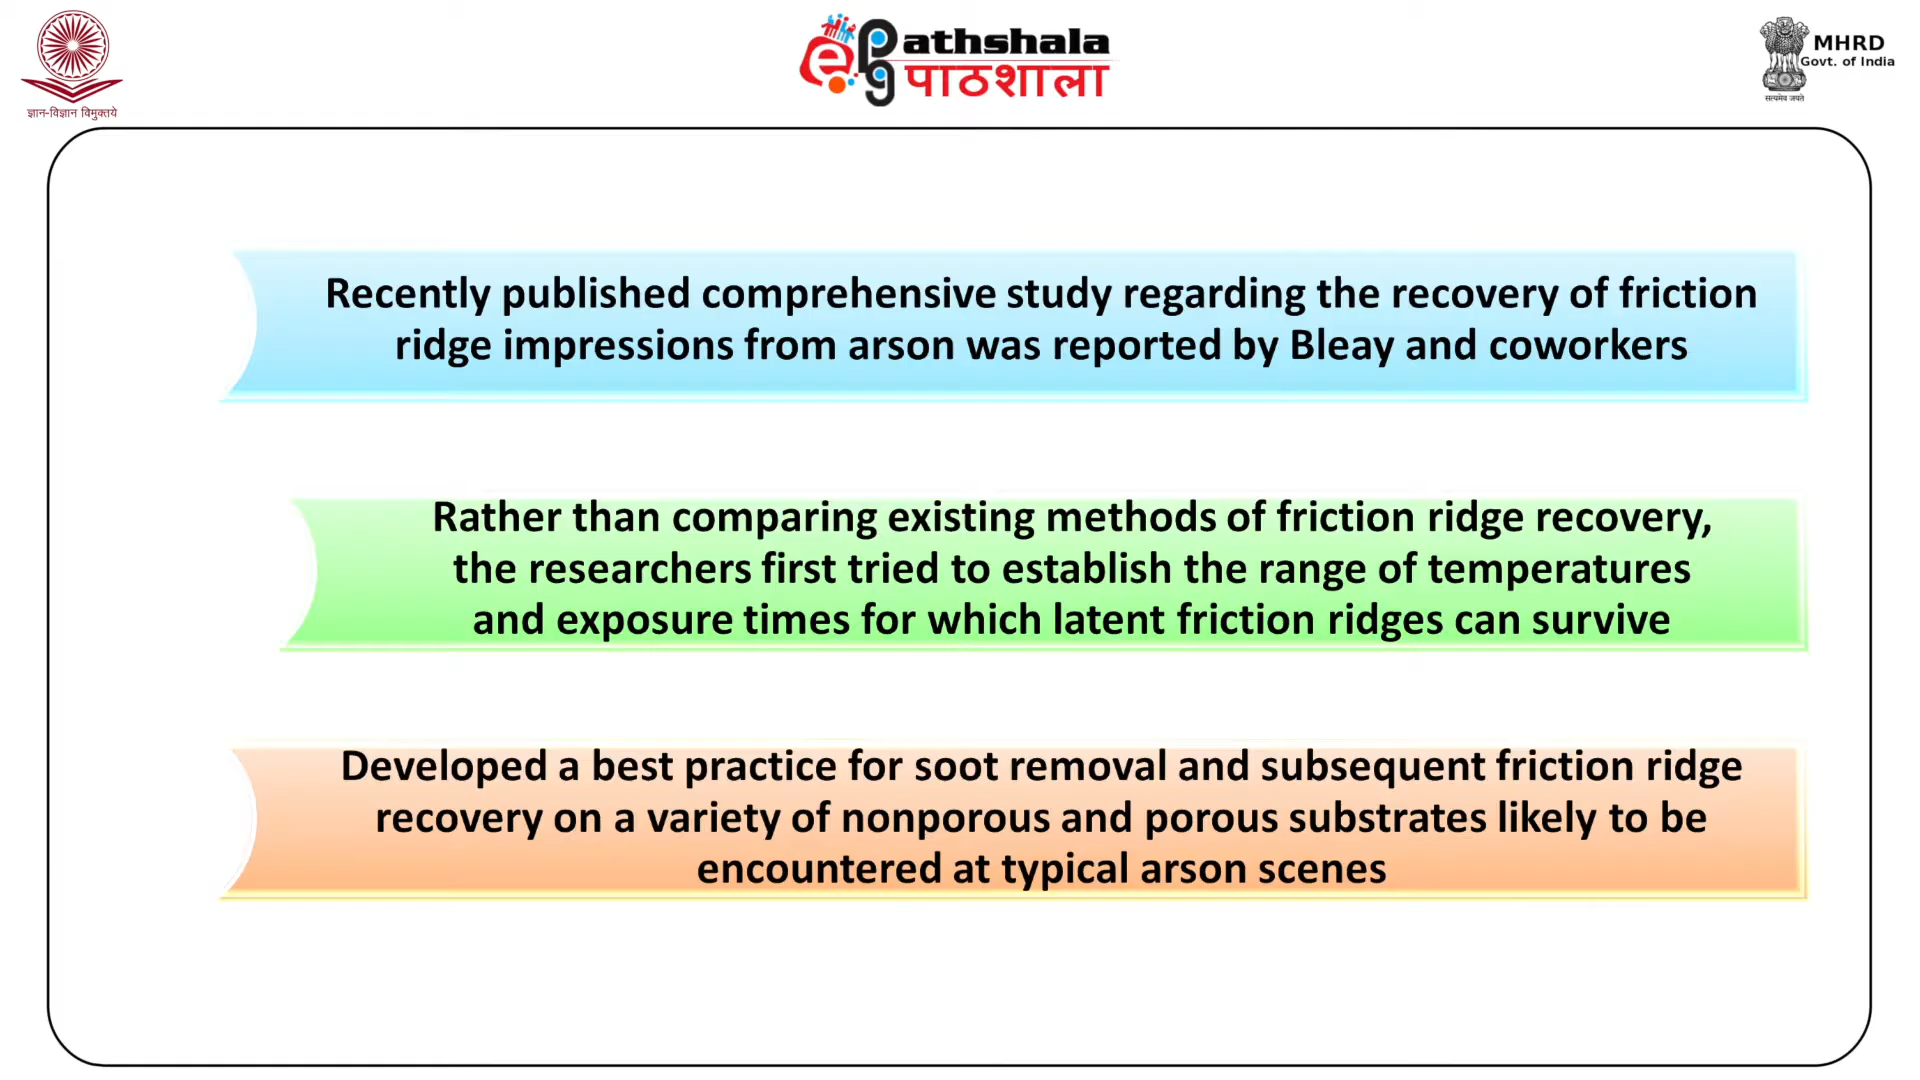 ज्ञान-विज्ञान विमुक्तये
e pg athshala
पाठशाला
MHRD
Govt. of India
सत्यमेव जयते
Recently published comprehensive study regarding the recovery of friction
ridge impressions from arson was reported by Bleay and coworkers
Rather than comparing existing methods of friction ridge recovery,
the researchers first tried to establish the range of temperatures
and exposure times for which latent friction ridges can survive
Developed a best practice for soot removal and subsequent friction ridge
recovery on a variety of nonporous and porous substrates likely to be
encountered at typical arson scenes